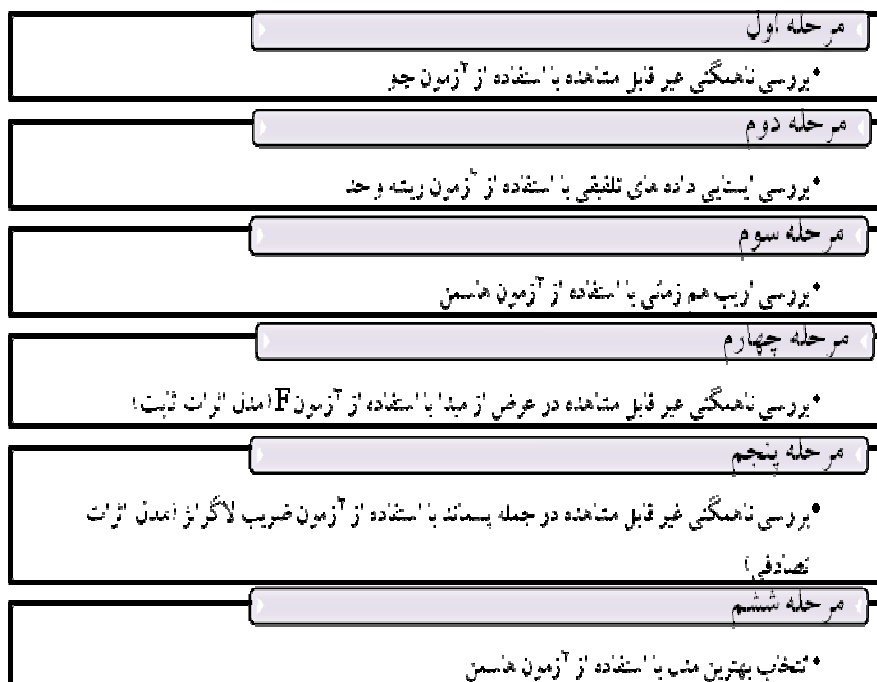 مرحله اول
•بررسی ناهمگنی غیر قابل مشاهده با استفاده از آزمون چو
مرحله دوم
•بررسی ایستایی داده های تلفیقی با استفاده از آزمون ریشه واحد
مرحله سوم
•بررسی اریب هم زمانی با استفاده از آزمون هاسمن
مرحله چهارم
•بررسی ناهمگنی غیر قابل مشاهده در عرض از مبدا با استفاده از آزمون F(مدل اثرات ثابت)
مرحله پنجم
•بررسی ناهمگنی غیر قابل مشاهده در جمله پسماند با استفاده از آزمون ضریب لاگرانژ (مدل اثرات
تصادفی)
مرحله ششم
•انتخاب بهترین مدل با استفاده از آزمون هاسمن